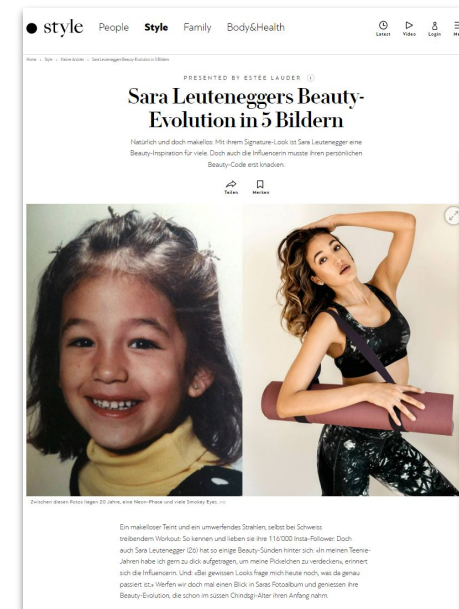 style
People Style Family Body&Health
Latest Video Login
Sara Leuteneggers Beauty-Evolution in 5 Bildern
PRESENTED BY ESTÉE LAUDER
Sara Leuteneggers Beauty-
Evolution in 5 Bildern
Natürlich und doch makellos: Mit ihrem Signature-Look ist Sara Leutenegger eine
Beauty-Inspiration für viele. Doch auch die Influencerin musste ihren persönlichen
Beauty-Code erst knacken.
Teilen Merken
Zwischen diesen Fotos liegen 20 Jahre, eine Neon-Phase und viele Smokey Eyes.
Ein makelloser Teint und ein umwerfendes Strahlen, selbst bei Schweiss
treibendem Workout: So kennen und lieben sie ihre 116'000 Insta-Follower. Doch
auch Sara Leutenegger (26) hat so einige Beauty-Sünden hinter sich: «In meinen Teenie-
Jahren habe ich gern zu dick aufgetragen, um meine Pickelchen zu verdecken», erinnert
sich die Influencerin. Und: «Bei gewissen Looks frage mich heute noch, was da genau
passiert ist.» Werfen wir doch mal einen Blick in Saras Fotoalbum und geniessen ihre
Beauty-Evolution, die schon im süssen Chindsgi-Alter ihren Anfang nahm.